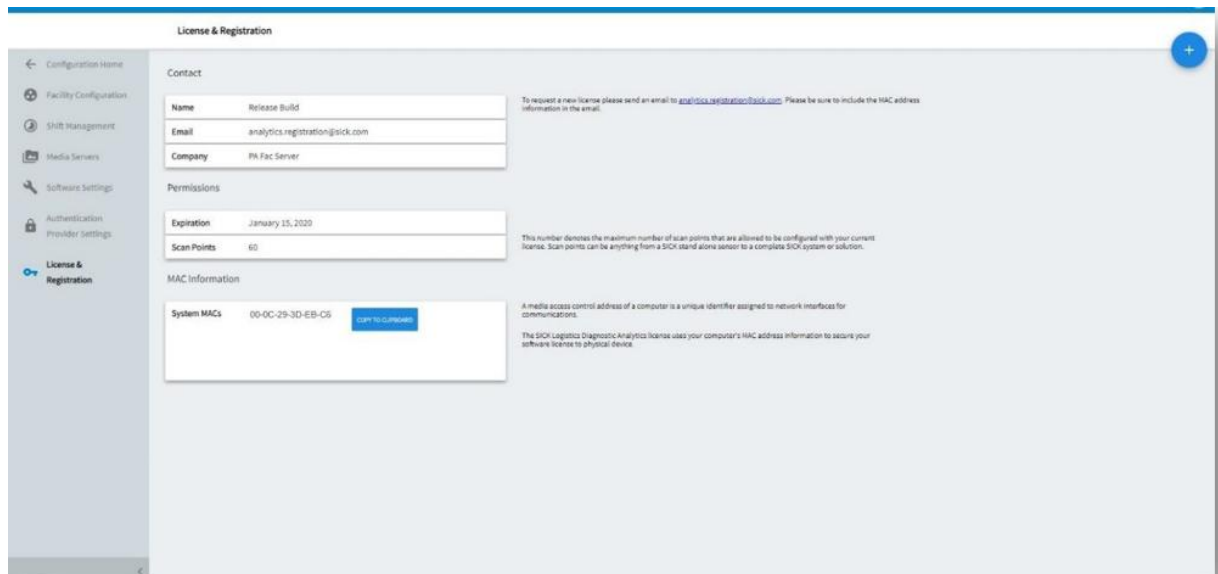 License & Registration
+
Configuration Home
Facility Configuration
Shift Management
Media Servers
Software Settings
Authentication
Provider Settings
License &
Registration
Contact
Name Release Build
Email analytics.registration@sick.com
Company PA Fac Server
To request a new license please send an email to analytics.registration@sick.com. Please be sure to include the MAC address
information in the email.
Permissions
Expiration January 15, 2020
Scan Points 60
This number denotes the maximum number of scan points that are allowed to be configured with your current
license. Scan points can be anything from a SICK stand alone sensor to a complete SICK system or solution.
MAC Information
System MACs 00-0C-29-3D-EB-C6 COPY TO CLIPBOARD
A media access control address of a computer is a unique identifier assigned to network interfaces for
communications.
The SICK Logistics Diagnostic Analytics license uses your computer's MAC address information to secure your
software license to physical device.